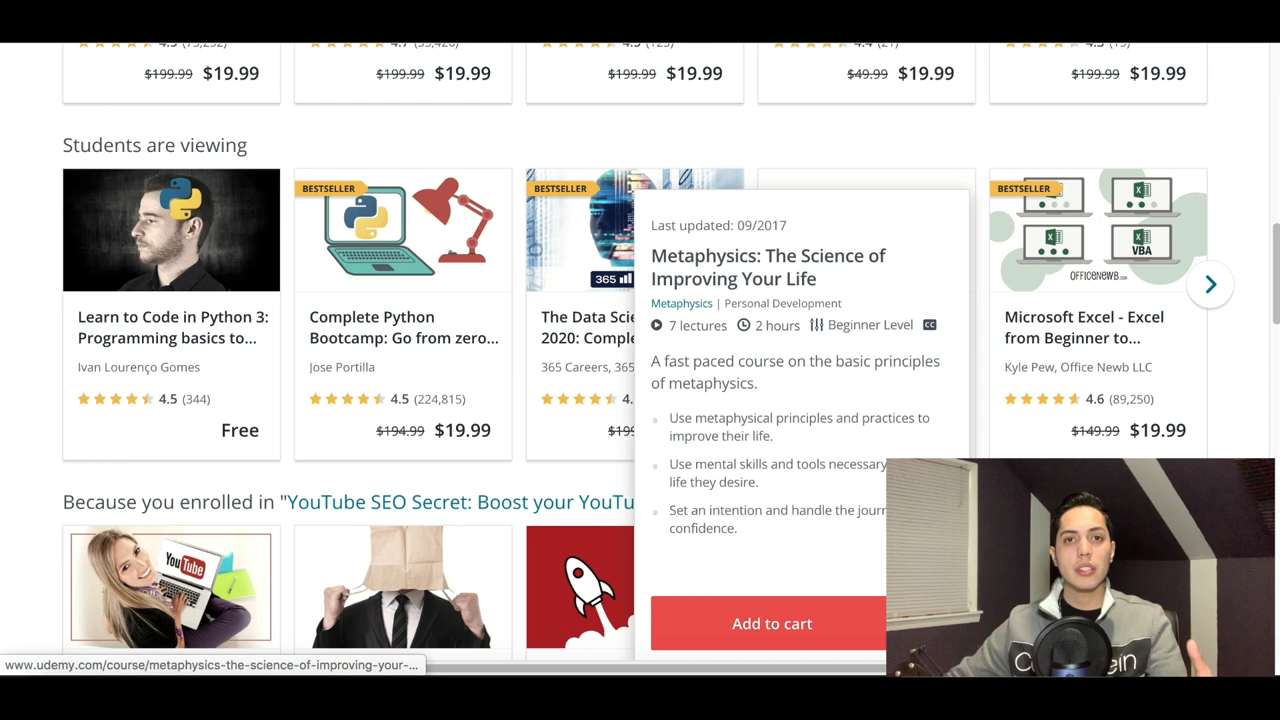 (125)
$199.99 $19.99
$199.99 $19.99
$199.99 $19.99
$49.99 $19.99
$199.99 $19.99
Students are viewing
BESTSELLER
BESTSELLER
365
BESTSELLER
VBA
OFFICENEWB.COM
Learn to Code in Python 3:
Programming basics to...
Ivan Lourenço Gomes
4.5 (344)
Free
Complete Python
Bootcamp: Go from zero...
Jose Portilla
4.5 (224,815)
$194.99 $19.99
The Data Scie
2020: Comple
365 Careers, 365
4.
$199
Last updated: 09/2017
Metaphysics: The Science of
Improving Your Life
Metaphysics | Personal Development
7 lectures 2 hours Beginner Level CC
A fast paced course on the basic principles
of metaphysics.
Use metaphysical principles and practices to
improve their life.
Use mental skills and tools necessary
life they desire.
Set an intention and handle the jour
confidence.
Add to cart
Microsoft Excel - Excel
from Beginner to...
Kyle Pew, Office Newb LLC
4.6 (89,250)
$149.99 $19.99
Because you enrolled in "YouTube SEO Secret: Boost your YouTu
YouTube
www.udemy.com/course/metaphysics-the-science-of-improving-your-...